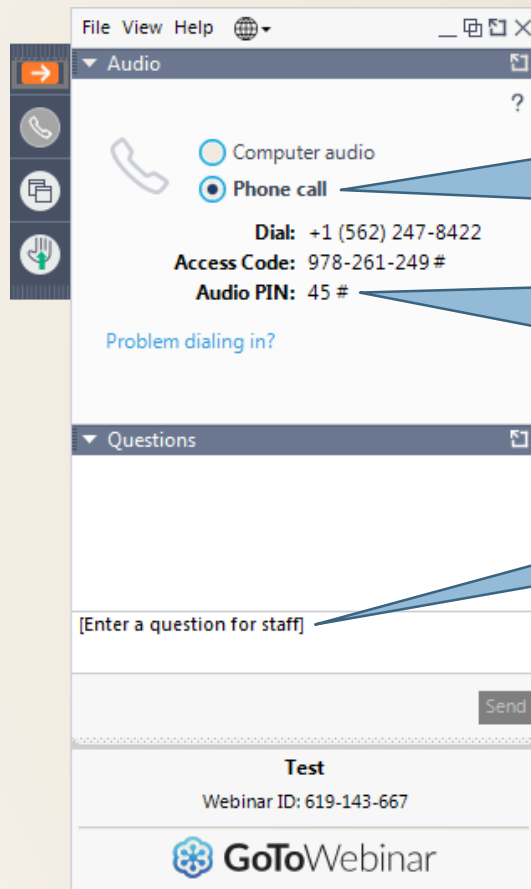 File View Help
Audio
?
Computer audio
Phone call
Dial: +1 (562) 247-8422
Access Code: 978-261-249 #
Audio PIN: 45 #
Problem dialing in?
Questions
[Enter a question for staff]
Send
Test
Webinar ID: 619-143-667
GoToWebinar